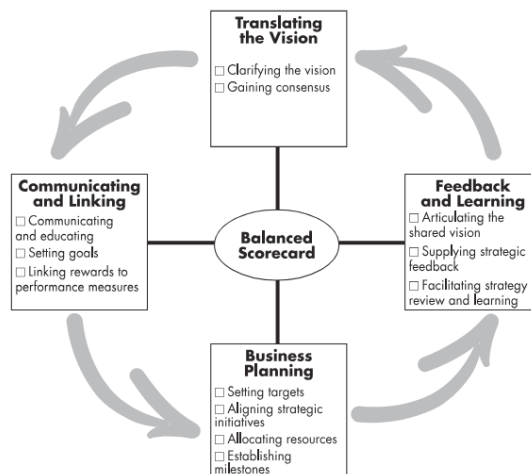 Translating
the Vision
☐ Clarifying the vision
☐ Gaining consensus
Communicating
and Linking
☐ Communicating
and educating
☐ Setting goals
☐ Linking rewards to
performance measures
Balanced
Scorecard
Feedback
and Learning
☐ Articulating the
shared vision
☐ Supplying strategic
feedback
☐ Facilitating strategy
review and learning
Business
Planning
☐ Setting targets
☐ Aligning strategic
initiatives
☐ Allocating resources
☐ Establishing
milestones